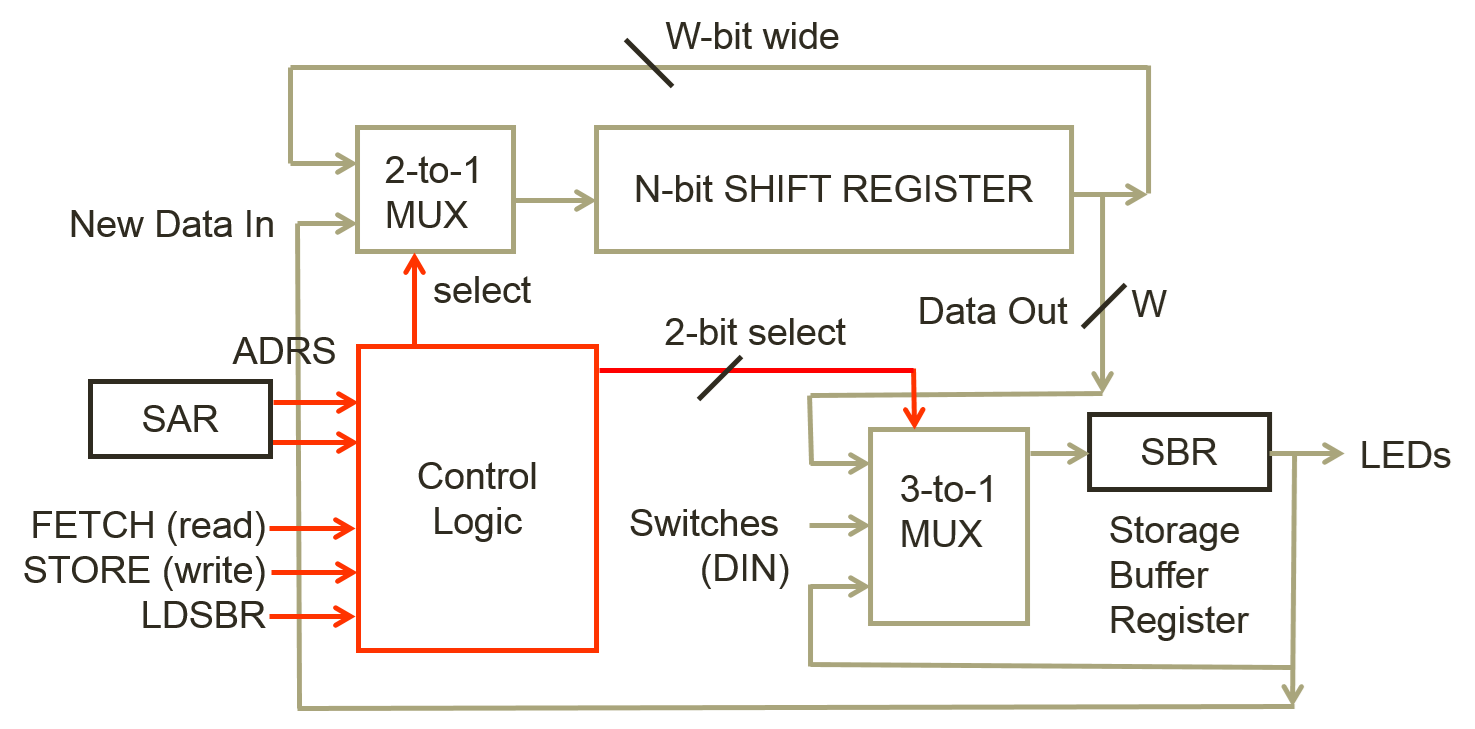 W-bit wide
2-to-1
MUX
N-bit SHIFT REGISTER
New Data In
select
Data Out
W
2-bit select
ADRS
SAR
Control
Logic
FETCH (read)
STORE (write)
LDSBR
3-to-1
MUX
Switches
(DIN)
SBR
LEDs
Storage
Buffer
Register